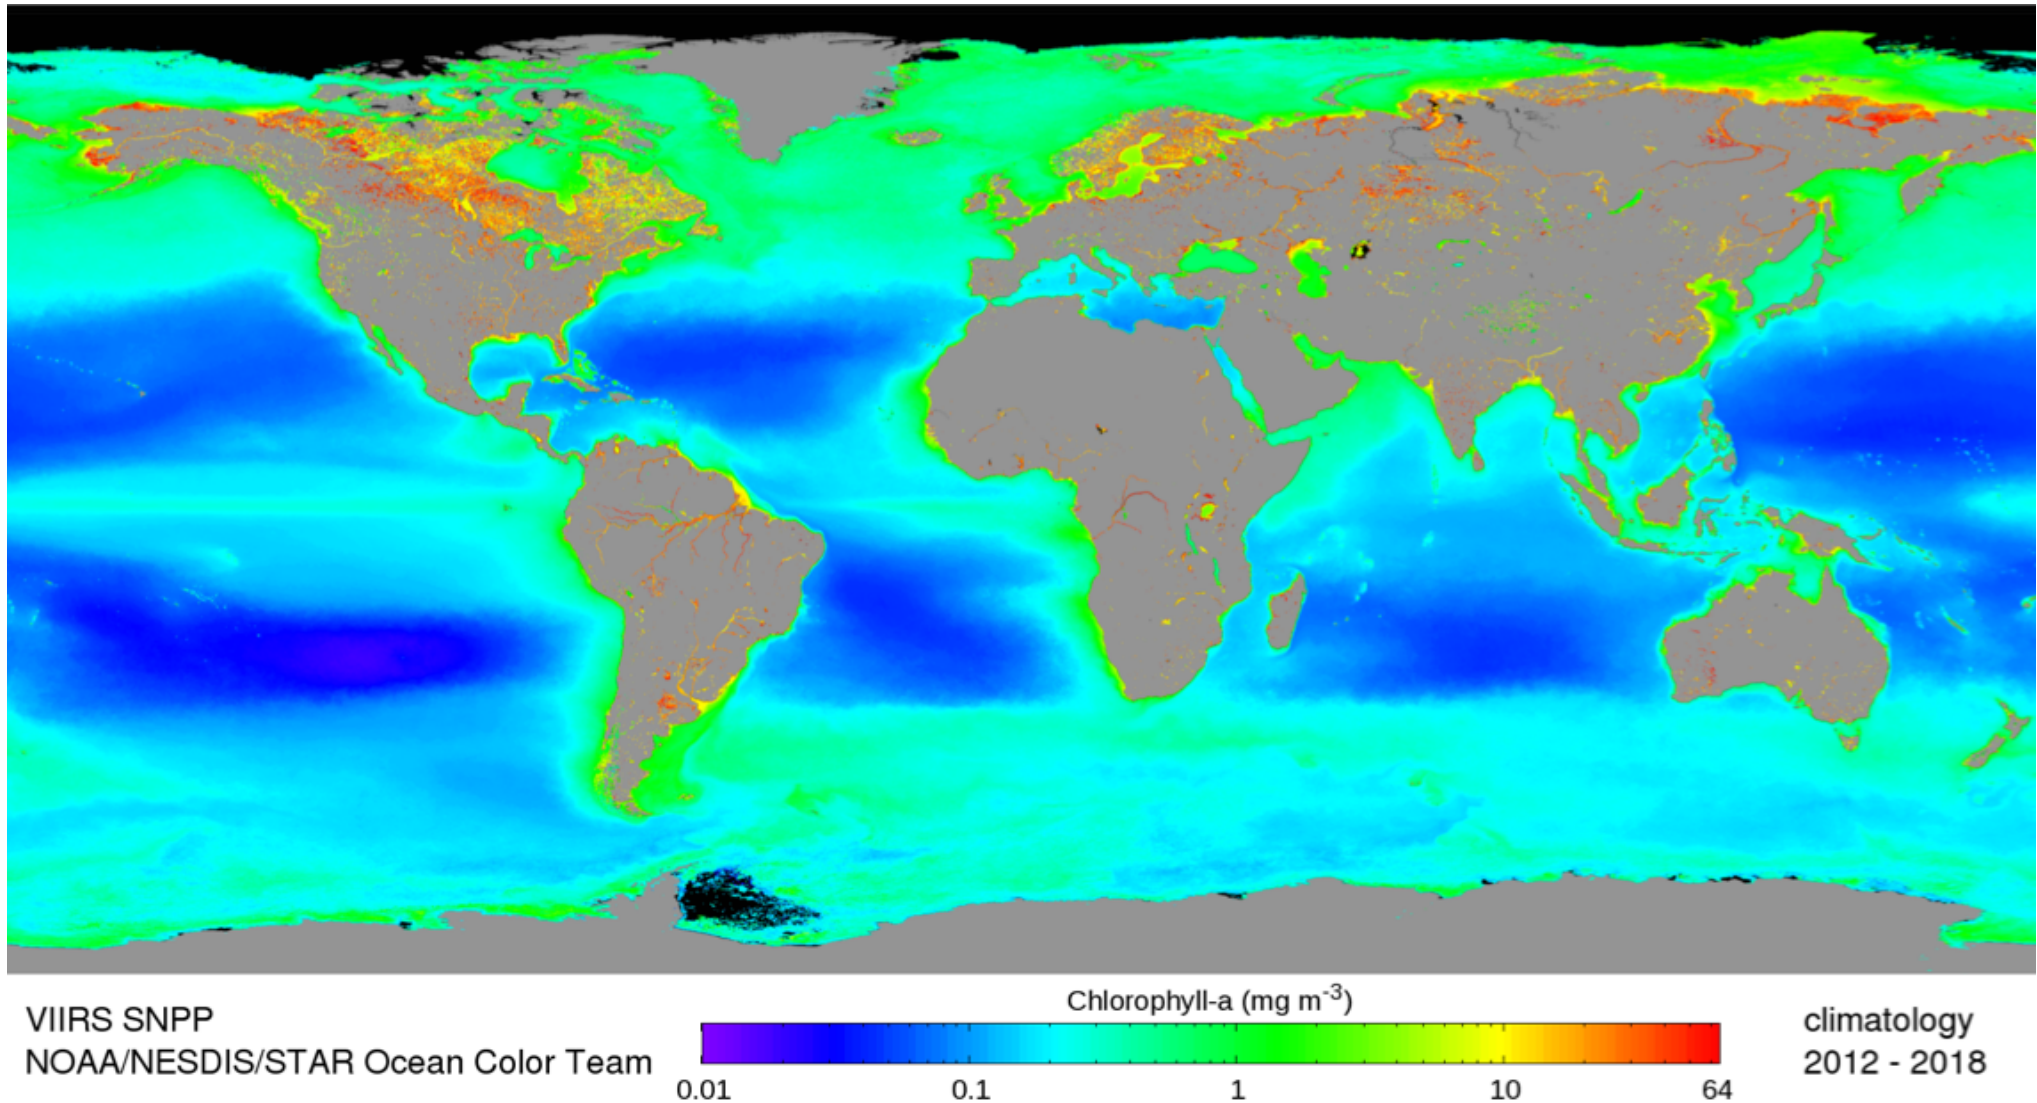 Chlorophyll-a (mg m-3)
VIIRS SNPP
NOAA/NESDIS/STAR Ocean Color Team
0.01 0.1 1 10 64
climatology
2012 - 2018